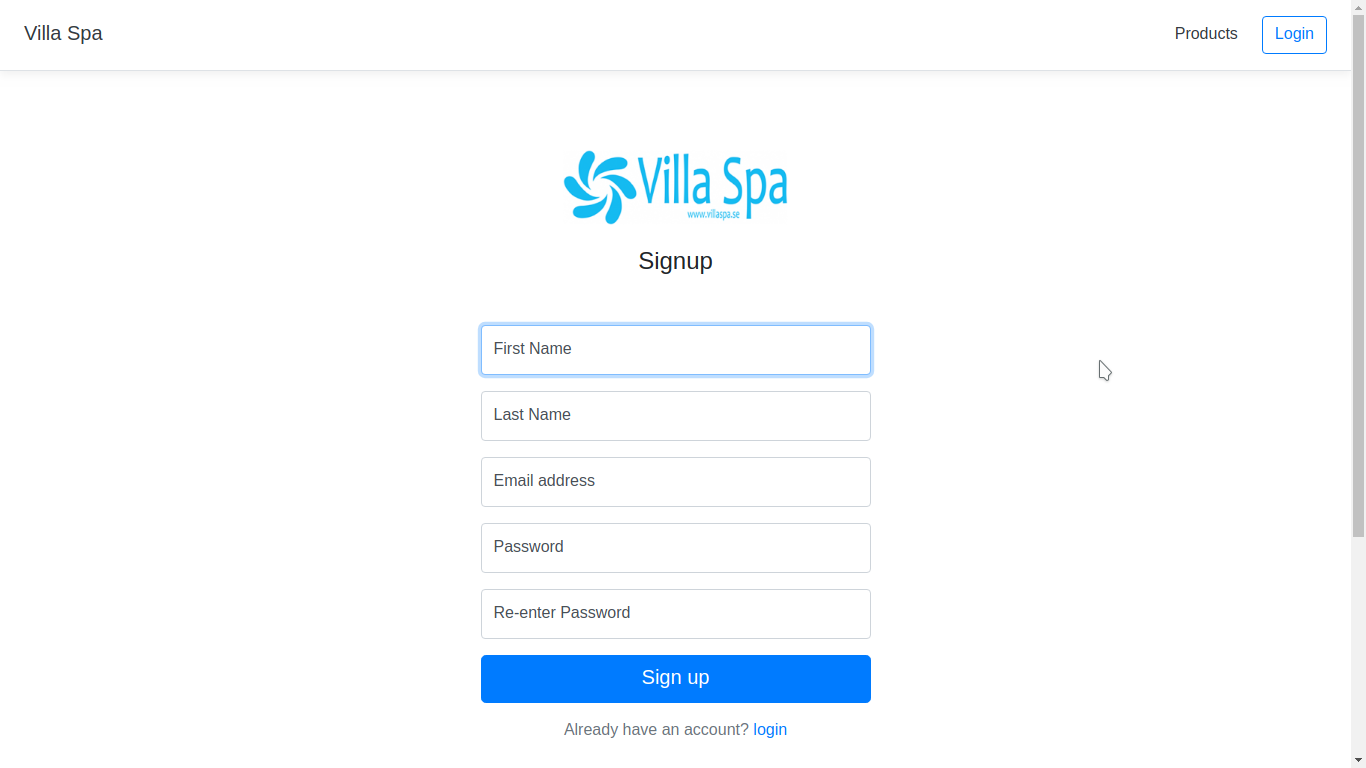 Villa Spa
Products
Login
Villa Spa
www.villaspa.se
Signup
First Name
Last Name
Email address
Password
Re-enter Password
Sign up
Already have an account? login